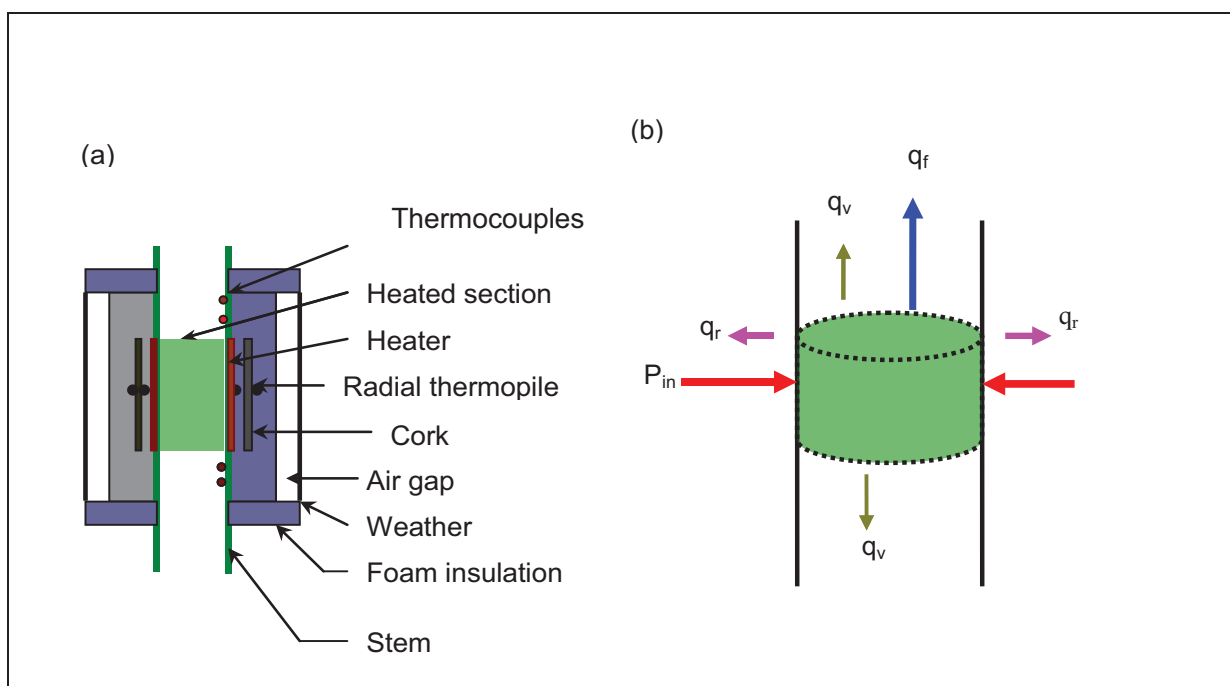 (a)
Thermocouples
Heated section
Heater
Radial thermopile
Cork
Air gap
Weather
Foam insulation
Stem
(b)
qf
qv
qr
qr
Pin
qv